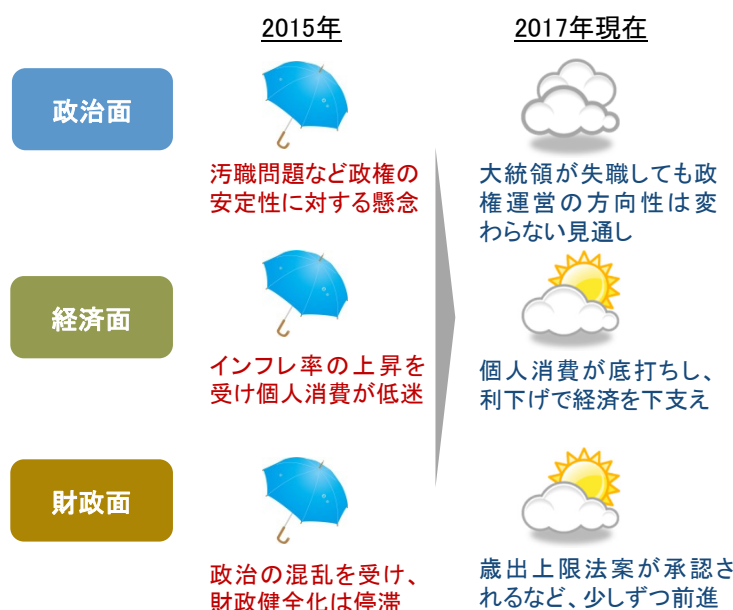 2015年
2017年現在
政治面
汚職問題など政権の
安定性に対する懸念
大統領が失職しても政
権運営の方向性は変
わらない見通し
経済面
インフレ率の上昇を
受け個人消費が低迷
個人消費が底打ちし、
利下げで経済を下支え
財政面
政治の混乱を受け、
財政健全化は停滞
歳出上限法案が承認さ
れるなど、少しずつ前進